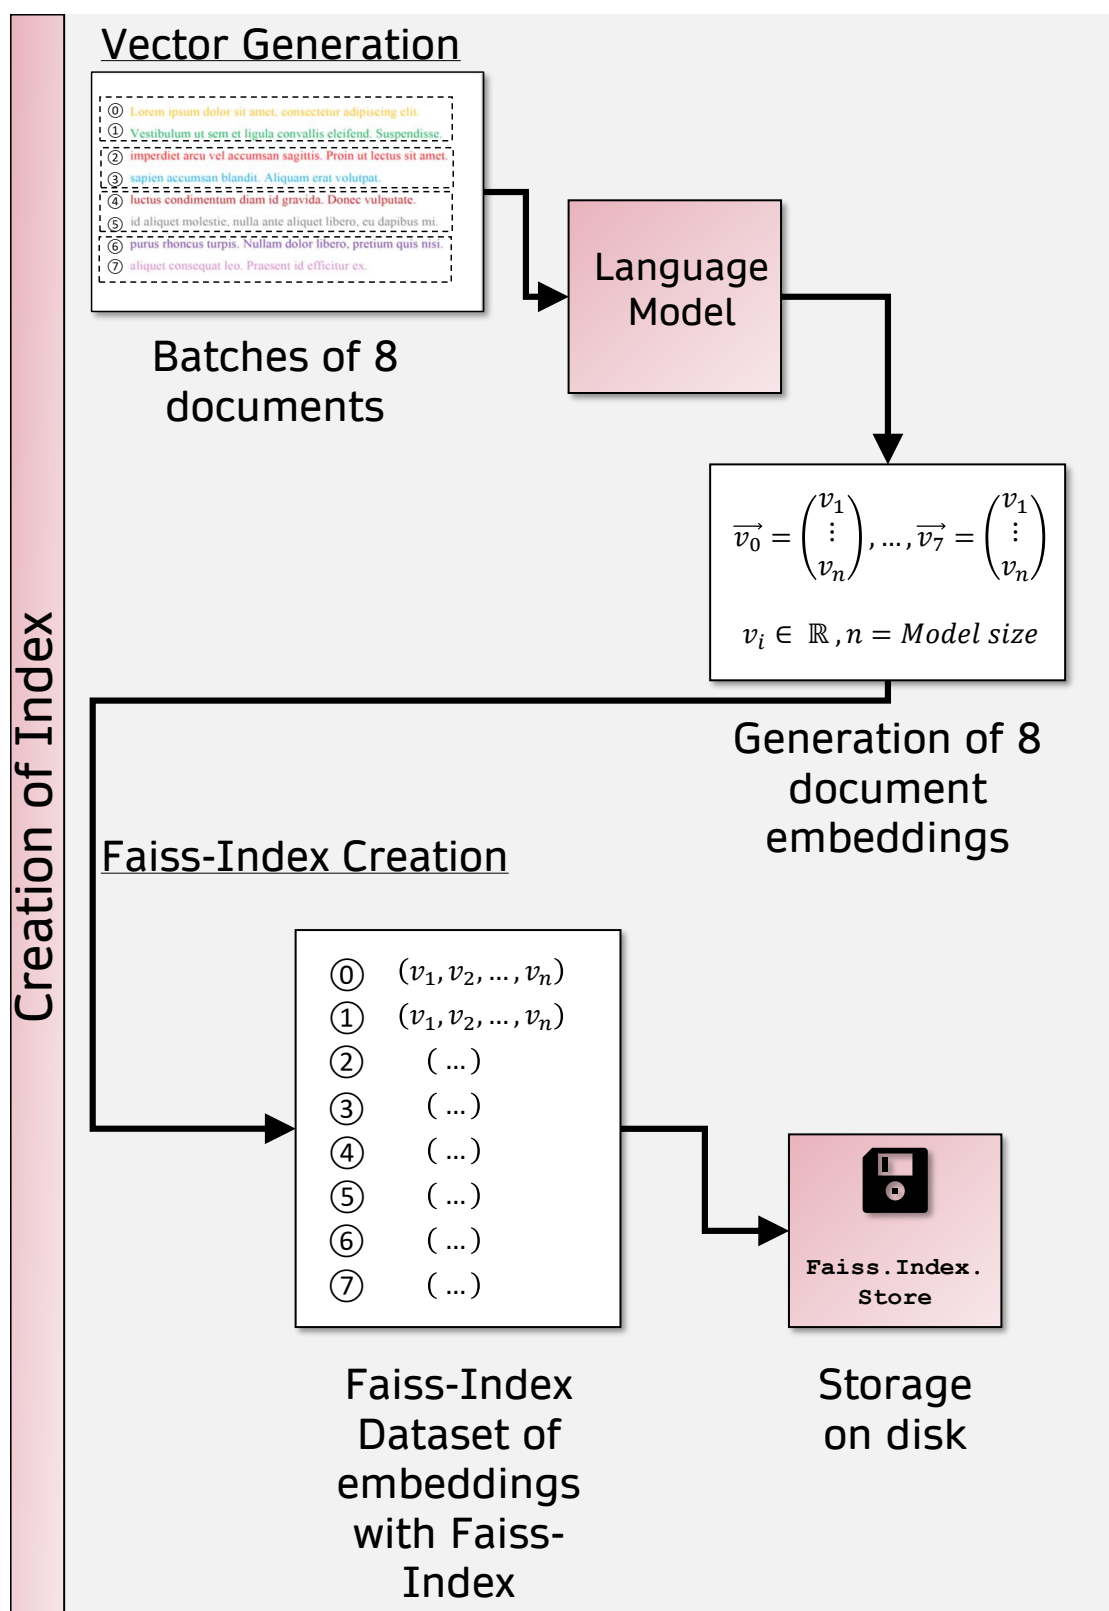 Creation of Index
Vector Generation
⓪ Lorem ipsum dolor sit amet, consectetur adipiscing elit.
① Vestibulum ut sem et ligula convallis eleifend. Suspendisse.
② imperdiet arcu vel accumsan sagittis. Proin ut lectus sit amet.
③ sapien accumsan blandit. Aliquam erat volutpat.
④ luctus condimentum diam id gravida. Donec vulputate.
⑤ id aliquet molestie, nulla ante aliquet libero, eu dapibus mi.
⑥ purus rhoncus turpis. Nullam dolor libero, pretium quis nisi.
⑦ aliquet consequat leo. Praesent id efficitur ex.
Batches of 8
documents
Language
Model
v₀⃗ = (v₁ ⋮ vₙ), …, v₇⃗ = (v₁ ⋮ vₙ)
vᵢ ∈ ℝ, n = Model size
Generation of 8
document
embeddings
Faiss-Index Creation
⓪ (v₁, v₂, …, vₙ)
① (v₁, v₂, …, vₙ)
② ( … )
③ ( … )
④ ( … )
⑤ ( … )
⑥ ( … )
⑦ ( … )
Faiss-Index
Dataset of
embeddings
with Faiss-
Index
Faiss.Index.
Store
Storage
on disk